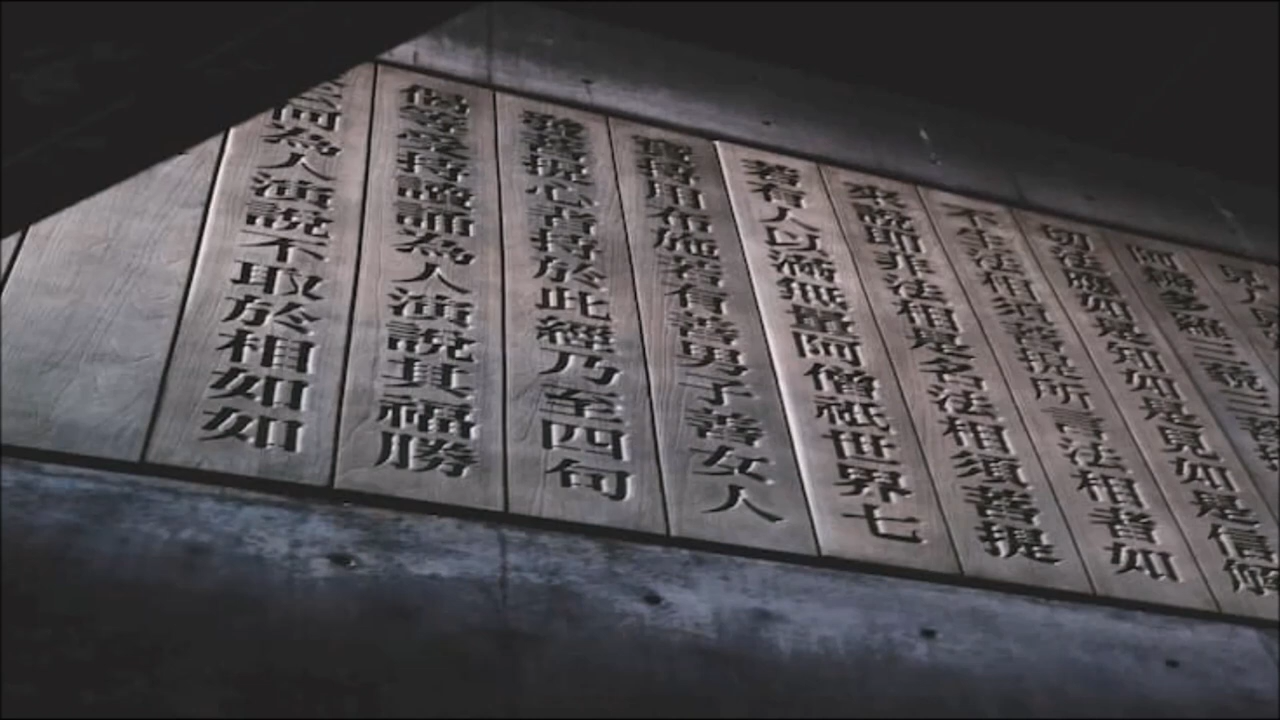 見人見
阿耨多羅三藐三菩
切法應如是知如是見如是信解
不生法相須菩提所言法相者如
來說即非法相是名法相須菩提
若有人以滿無量阿僧祇世界七
寶持用布施若有善男子善女人
發菩提心者持於此經乃至四句
偈等受持讀誦為人演說其福勝
何為人演說不取於相如如